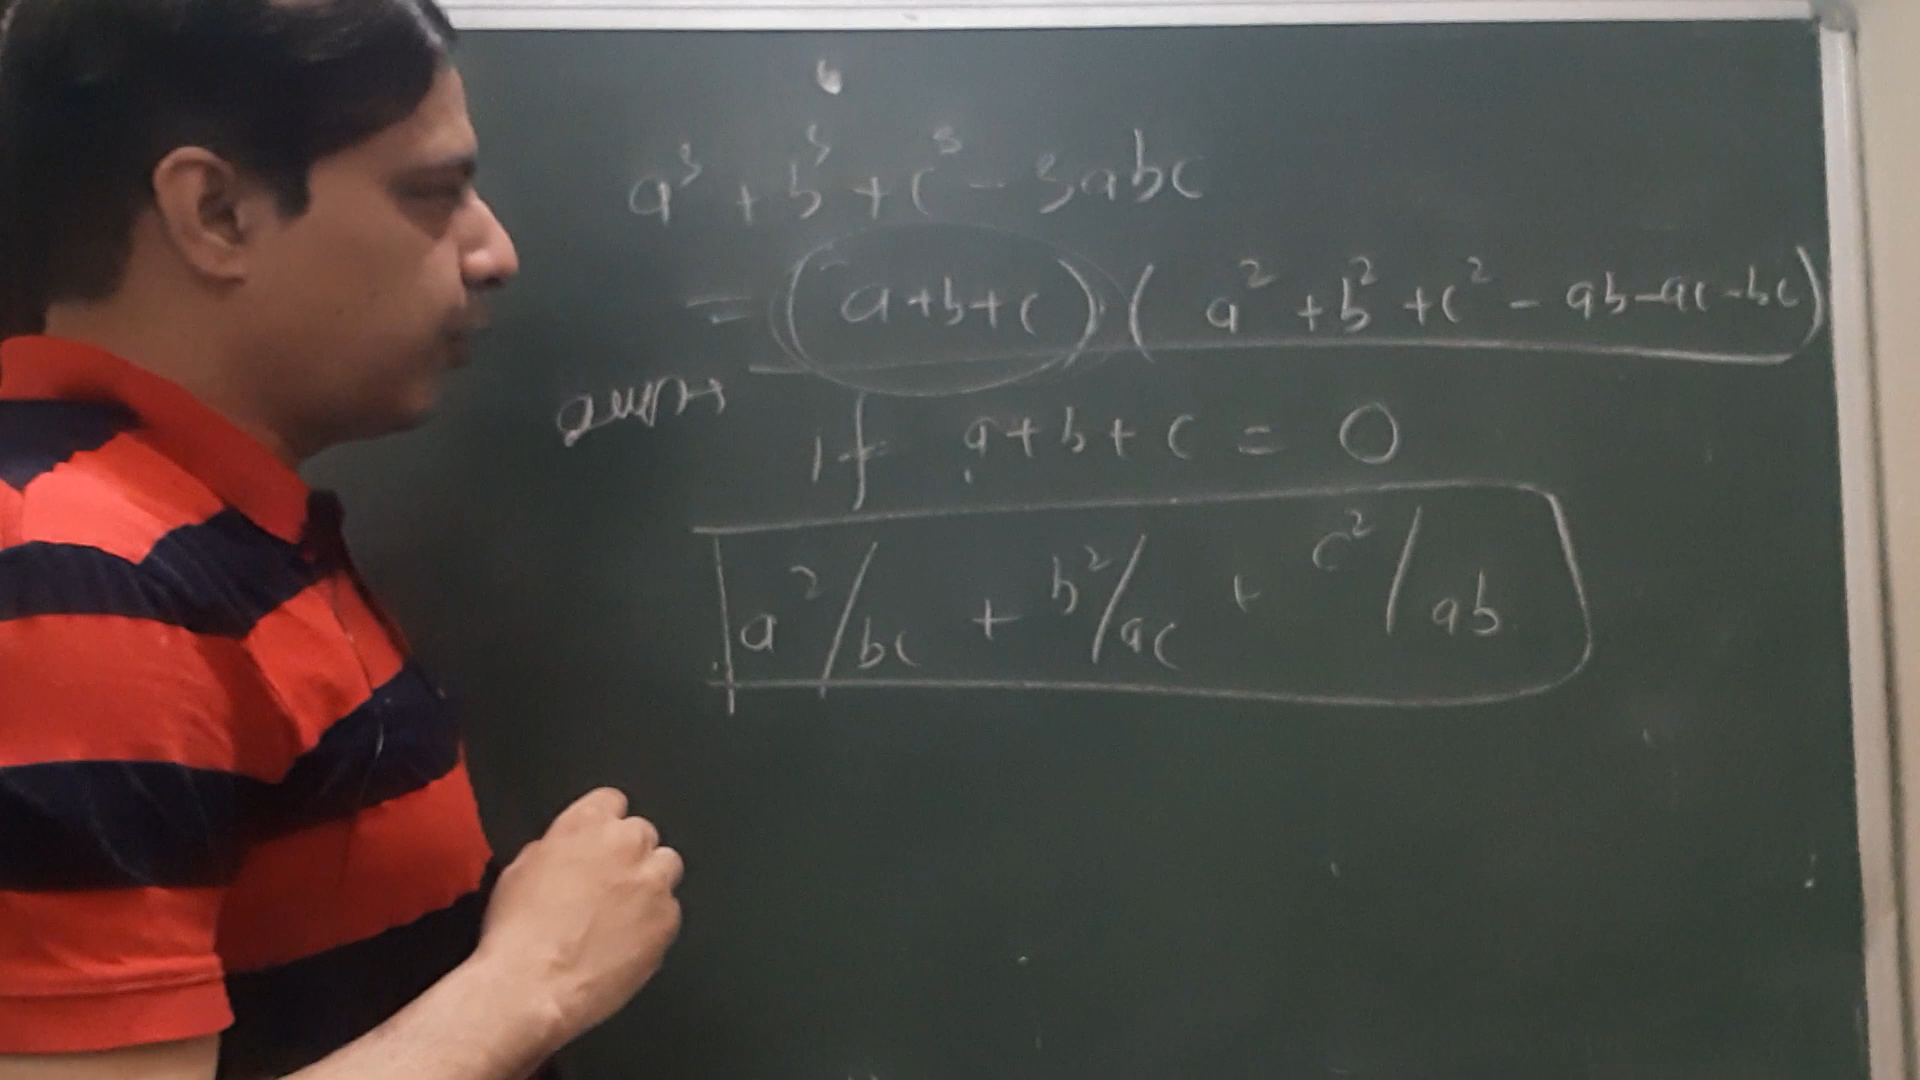 a³ + b³ + c³ - 3abc
= (a+b+c) (a² + b² + c² - ab-ac-bc)
If a+b+c = 0
a²/bc + b²/ac + c²/ab